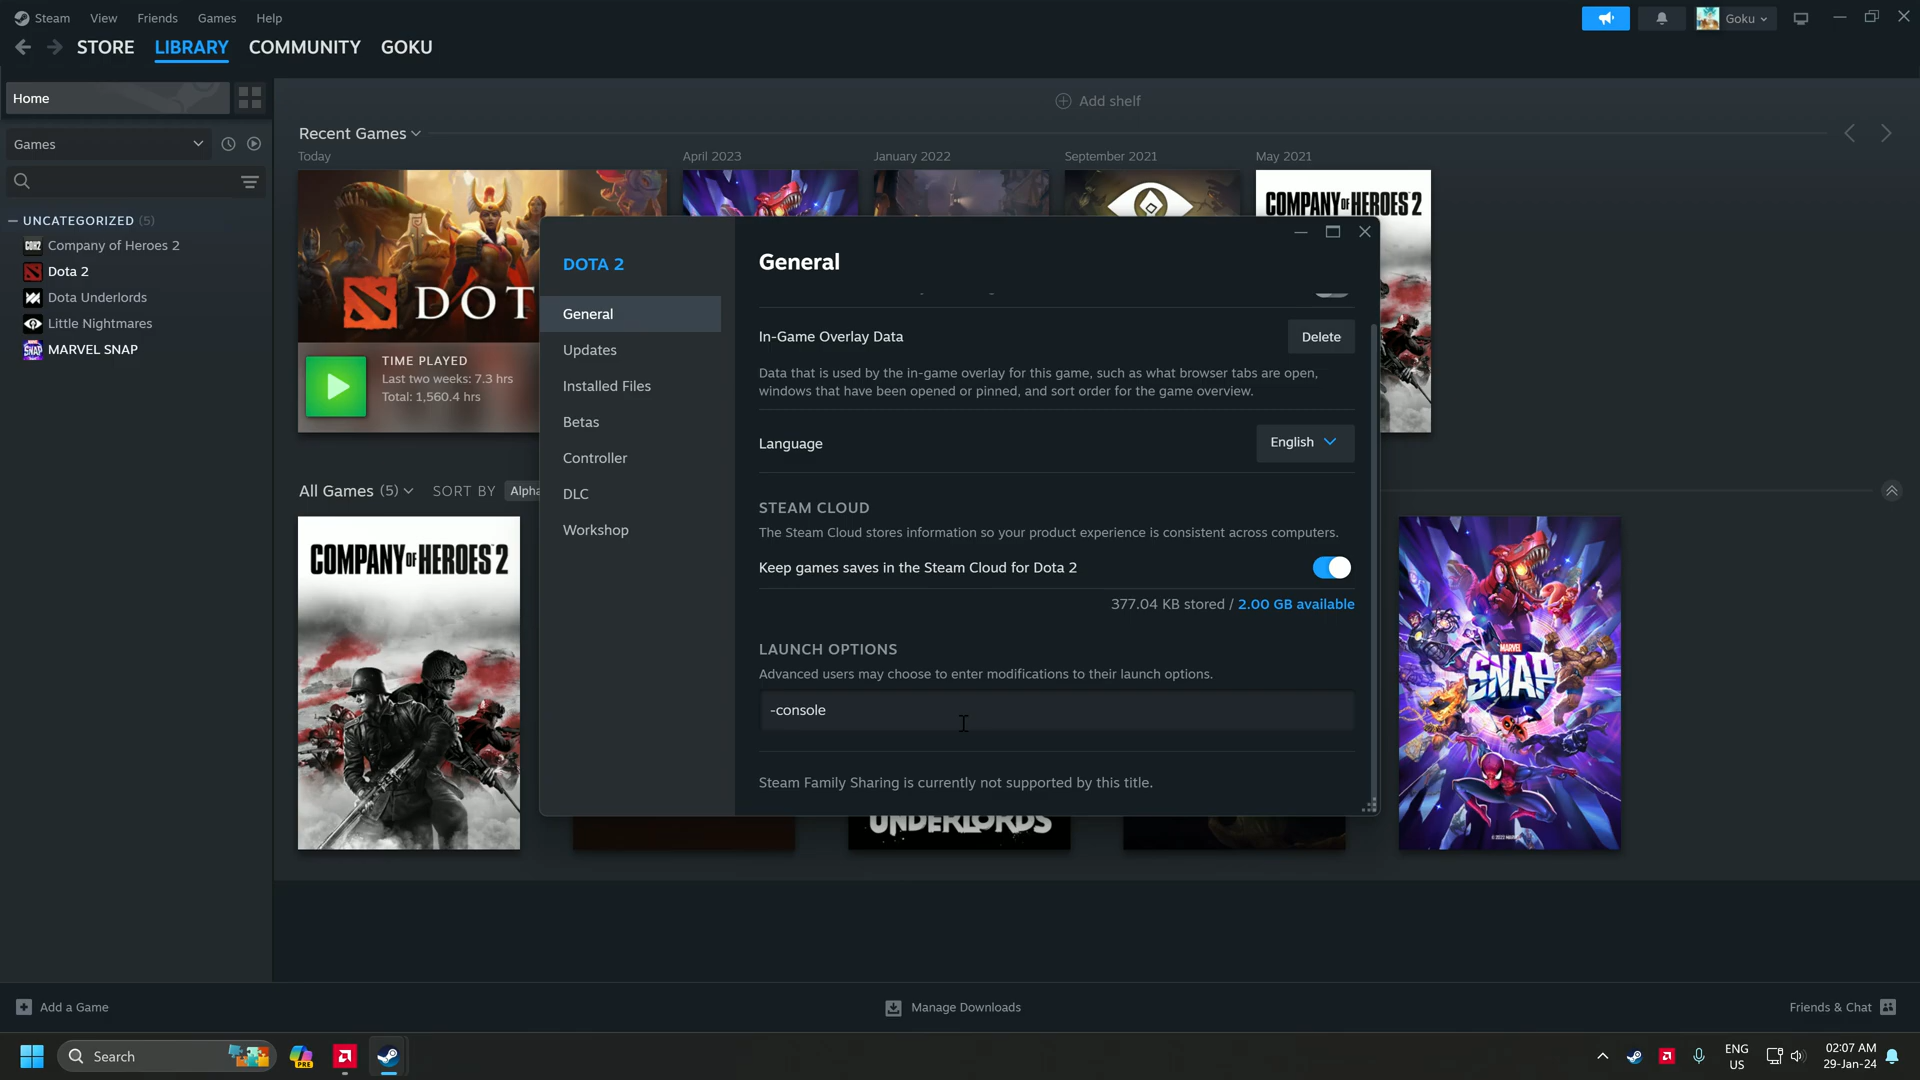 Steam View Friends Games Help
Goku
STORE LIBRARY COMMUNITY GOKU
Home
Add shelf
Games
Recent Games
Today April 2023 January 2022 September 2021 May 2021
UNCATEGORIZED (5)
Company of Heroes 2
Dota 2
Dota Underlords
Little Nightmares
MARVEL SNAP
DOT
TIME PLAYED
Last two weeks: 7.3 hrs
Total: 1,560.4 hrs
COMPANY OF HEROES 2
DOTA 2
General
Updates
Installed Files
Betas
Controller
DLC
Workshop
General
In-Game Overlay Data
Delete
Data that is used by the in-game overlay for this game, such as what browser tabs are open,
windows that have been opened or pinned, and sort order for the game overview.
Language
English
STEAM CLOUD
The Steam Cloud stores information so your product experience is consistent across computers.
Keep games saves in the Steam Cloud for Dota 2
377.04 KB stored / 2.00 GB available
LAUNCH OPTIONS
Advanced users may choose to enter modifications to their launch options.
-console
Steam Family Sharing is currently not supported by this title.
All Games (5) SORT BY Alpha
COMPANY OF HEROES 2
UNDERLORDS
MARVEL
SNAP
Add a Game
Manage Downloads
Friends & Chat
Search
PRE
ENG
US
02:07 AM
29-Jan-24